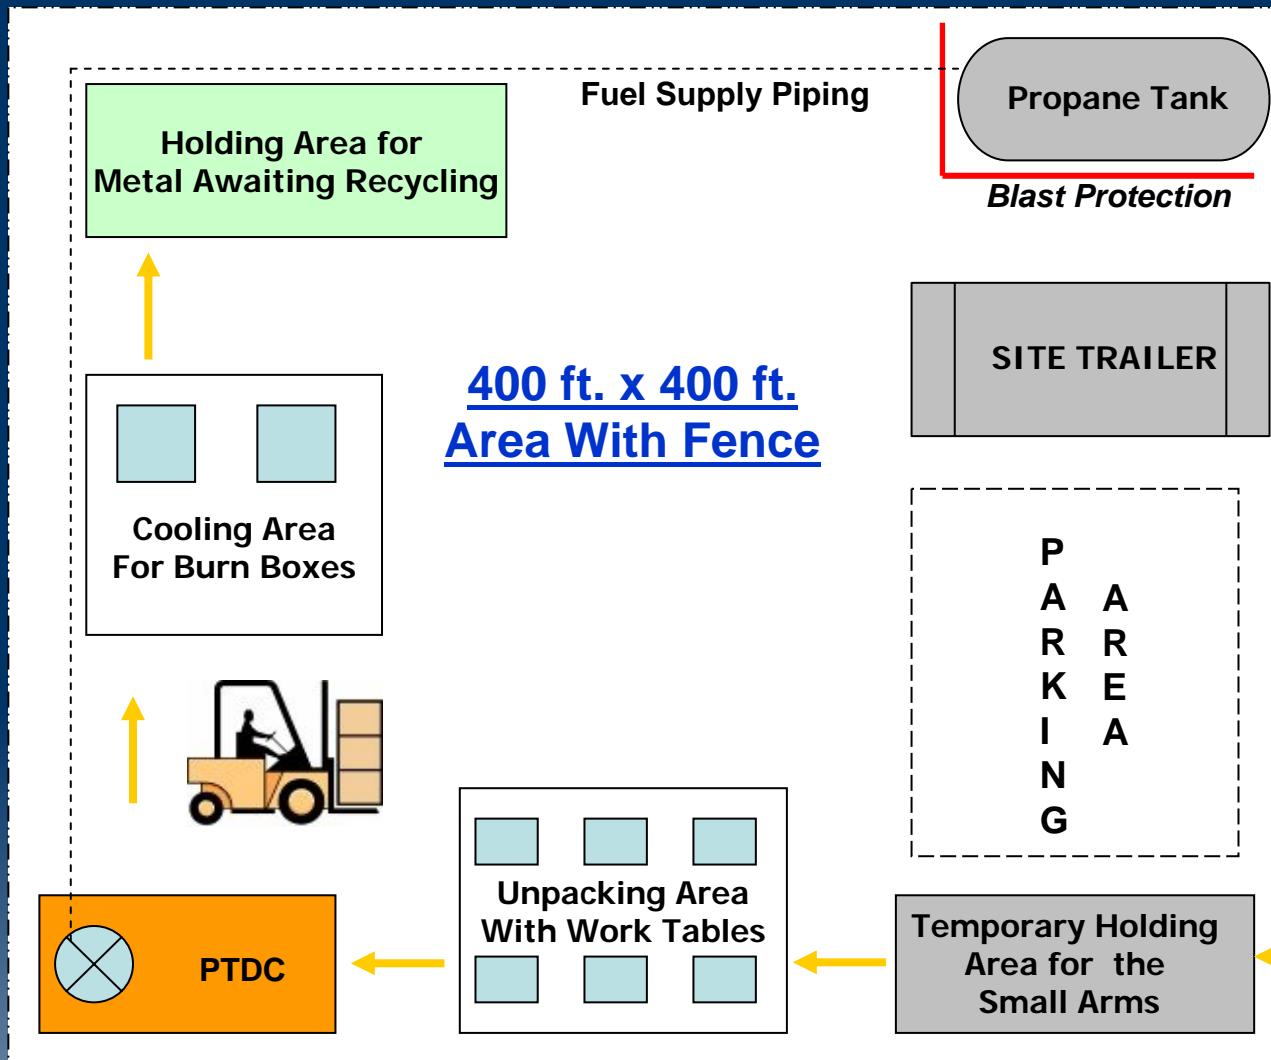 Fuel Supply Piping
Propane Tank
Blast Protection
Holding Area for
Metal Awaiting Recycling
SITE TRAILER
400 ft. x 400 ft.
Area With Fence
Cooling Area
For Burn Boxes
PARKING
AREA
Unpacking Area
With Work Tables
PTDC
Temporary Holding
Area for the
Small Arms